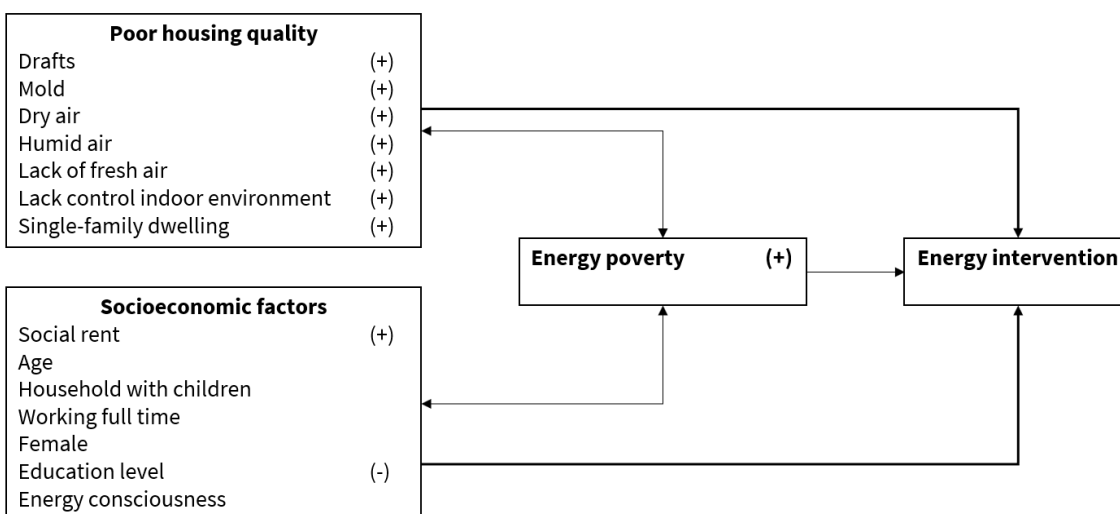 Poor housing quality
Drafts (+)
Mold (+)
Dry air (+)
Humid air (+)
Lack of fresh air (+)
Lack control indoor environment (+)
Single-family dwelling (+)
Energy poverty (+)
Energy intervention
Socioeconomic factors
Social rent (+)
Age
Household with children
Working full time
Female
Education level (-)
Energy consciousness